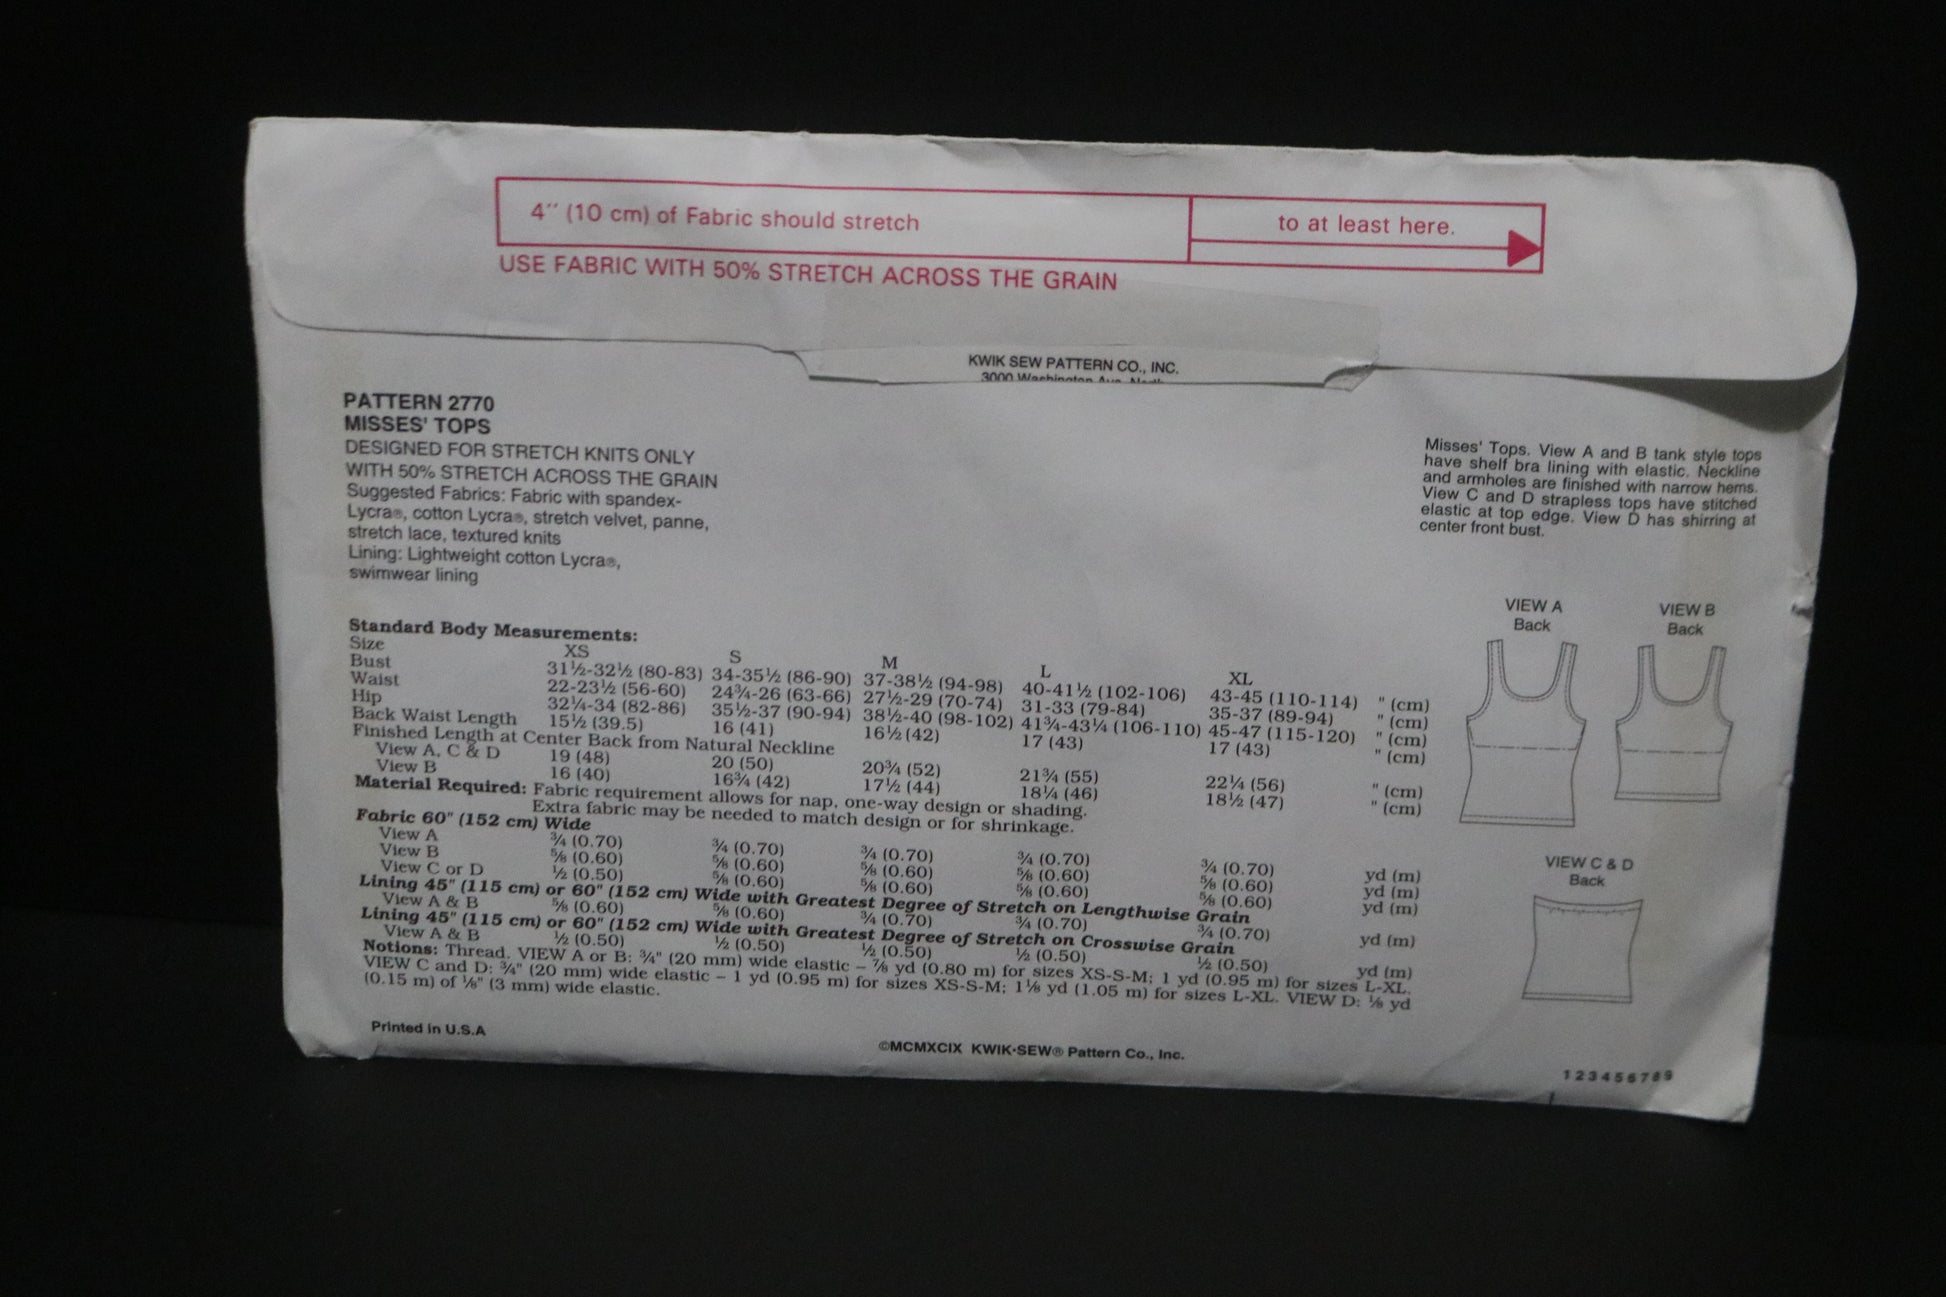 4" (10 cm) of Fabric should stretch to at least here.
USE FABRIC WITH 50% STRETCH ACROSS THE GRAIN
KWIK SEW PATTERN CO., INC.
3000 Washington Ave. North
PATTERN 2770
MISSES' TOPS
DESIGNED FOR STRETCH KNITS ONLY
WITH 50% STRETCH ACROSS THE GRAIN
Suggested Fabrics: Fabric with spandex-
Lycra®, cotton Lycra®, stretch velvet, panne,
stretch lace, textured knits
Lining: Lightweight cotton Lycra®,
swimwear lining
Misses' Tops. View A and B tank style tops
have shelf bra lining with elastic. Neckline
and armholes are finished with narrow hems.
View C and D strapless tops have stitched
elastic at top edge. View D has shirring at
center front bust.
Standard Body Measurements:
Size XS S M L XL
Bust 31½-32½ (80-83) 34-35½ (86-90) 37-38½ (94-98) 40-41½ (102-106) 43-45 (110-114) " (cm)
Waist 22-23½ (56-60) 24¾-26 (63-66) 27½-29 (70-74) 31-33 (79-84) 35-37 (89-94) " (cm)
Hip 32¼-34 (82-86) 35½-37 (90-94) 38½-40 (98-102) 41¾-43¼ (106-110) 45-47 (115-120) " (cm)
Back Waist Length 15½ (39.5) 16 (41) 16½ (42) 17 (43) 17 (43) " (cm)
Finished Length at Center Back from Natural Neckline
View A, C & D 19 (48) 20 (50) 20¾ (52) 21¾ (55) 22¼ (56) " (cm)
View B 16 (40) 16¾ (42) 17½ (44) 18¼ (46) 18½ (47) " (cm)
Material Required: Fabric requirement allows for nap, one-way design or shading.
Extra fabric may be needed to match design or for shrinkage.
Fabric 60" (152 cm) Wide
View A ¾ (0.70) ¾ (0.70) ¾ (0.70) ¾ (0.70) ¾ (0.70) yd (m)
View B ⅝ (0.60) ⅝ (0.60) ⅝ (0.60) ⅝ (0.60) ⅝ (0.60) yd (m)
View C or D ½ (0.50) ⅝ (0.60) ⅝ (0.60) ⅝ (0.60) ⅝ (0.60) yd (m)
Lining 45" (115 cm) or 60" (152 cm) Wide with Greatest Degree of Stretch on Lengthwise Grain
View A & B ⅝ (0.60) ⅝ (0.60) ¾ (0.70) ¾ (0.70) ¾ (0.70) yd (m)
Lining 45" (115 cm) or 60" (152 cm) Wide with Greatest Degree of Stretch on Crosswise Grain
View A & B ½ (0.50) ½ (0.50) ½ (0.50) ½ (0.50) ½ (0.50) yd (m)
Notions: Thread. VIEW A or B: ¾" (20 mm) wide elastic – ⅞ yd (0.80 m) for sizes XS-S-M; 1 yd (0.95 m) for sizes L-XL.
VIEW C and D: ¾" (20 mm) wide elastic – 1 yd (0.95 m) for sizes XS-S-M; 1⅛ yd (1.05 m) for sizes L-XL. VIEW D: ⅛ yd
(0.15 m) of ⅛" (3 mm) wide elastic.
VIEW A
Back
VIEW B
Back
VIEW C & D
Back
Printed in U.S.A
©MCMXCIX KWIK·SEW® Pattern Co., Inc.
1 2 3 4 5 6 7 8 9